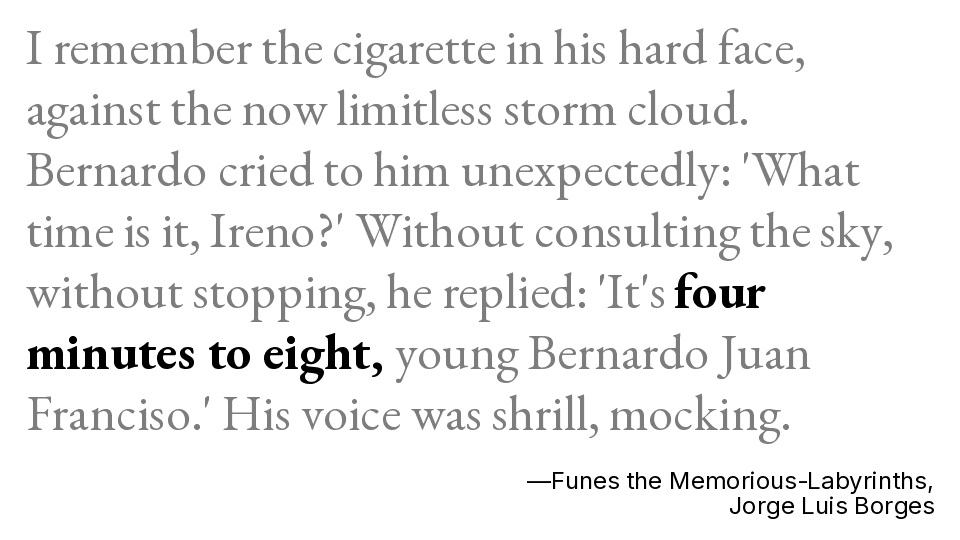 I remember the cigarette in his hard face,
against the now limitless storm cloud.
Bernardo cried to him unexpectedly: 'What
time is it, Ireno?' Without consulting the sky,
without stopping, he replied: 'It's four
minutes to eight, young Bernardo Juan
Franciso.' His voice was shrill, mocking.
—Funes the Memorious-Labyrinths,
Jorge Luis Borges